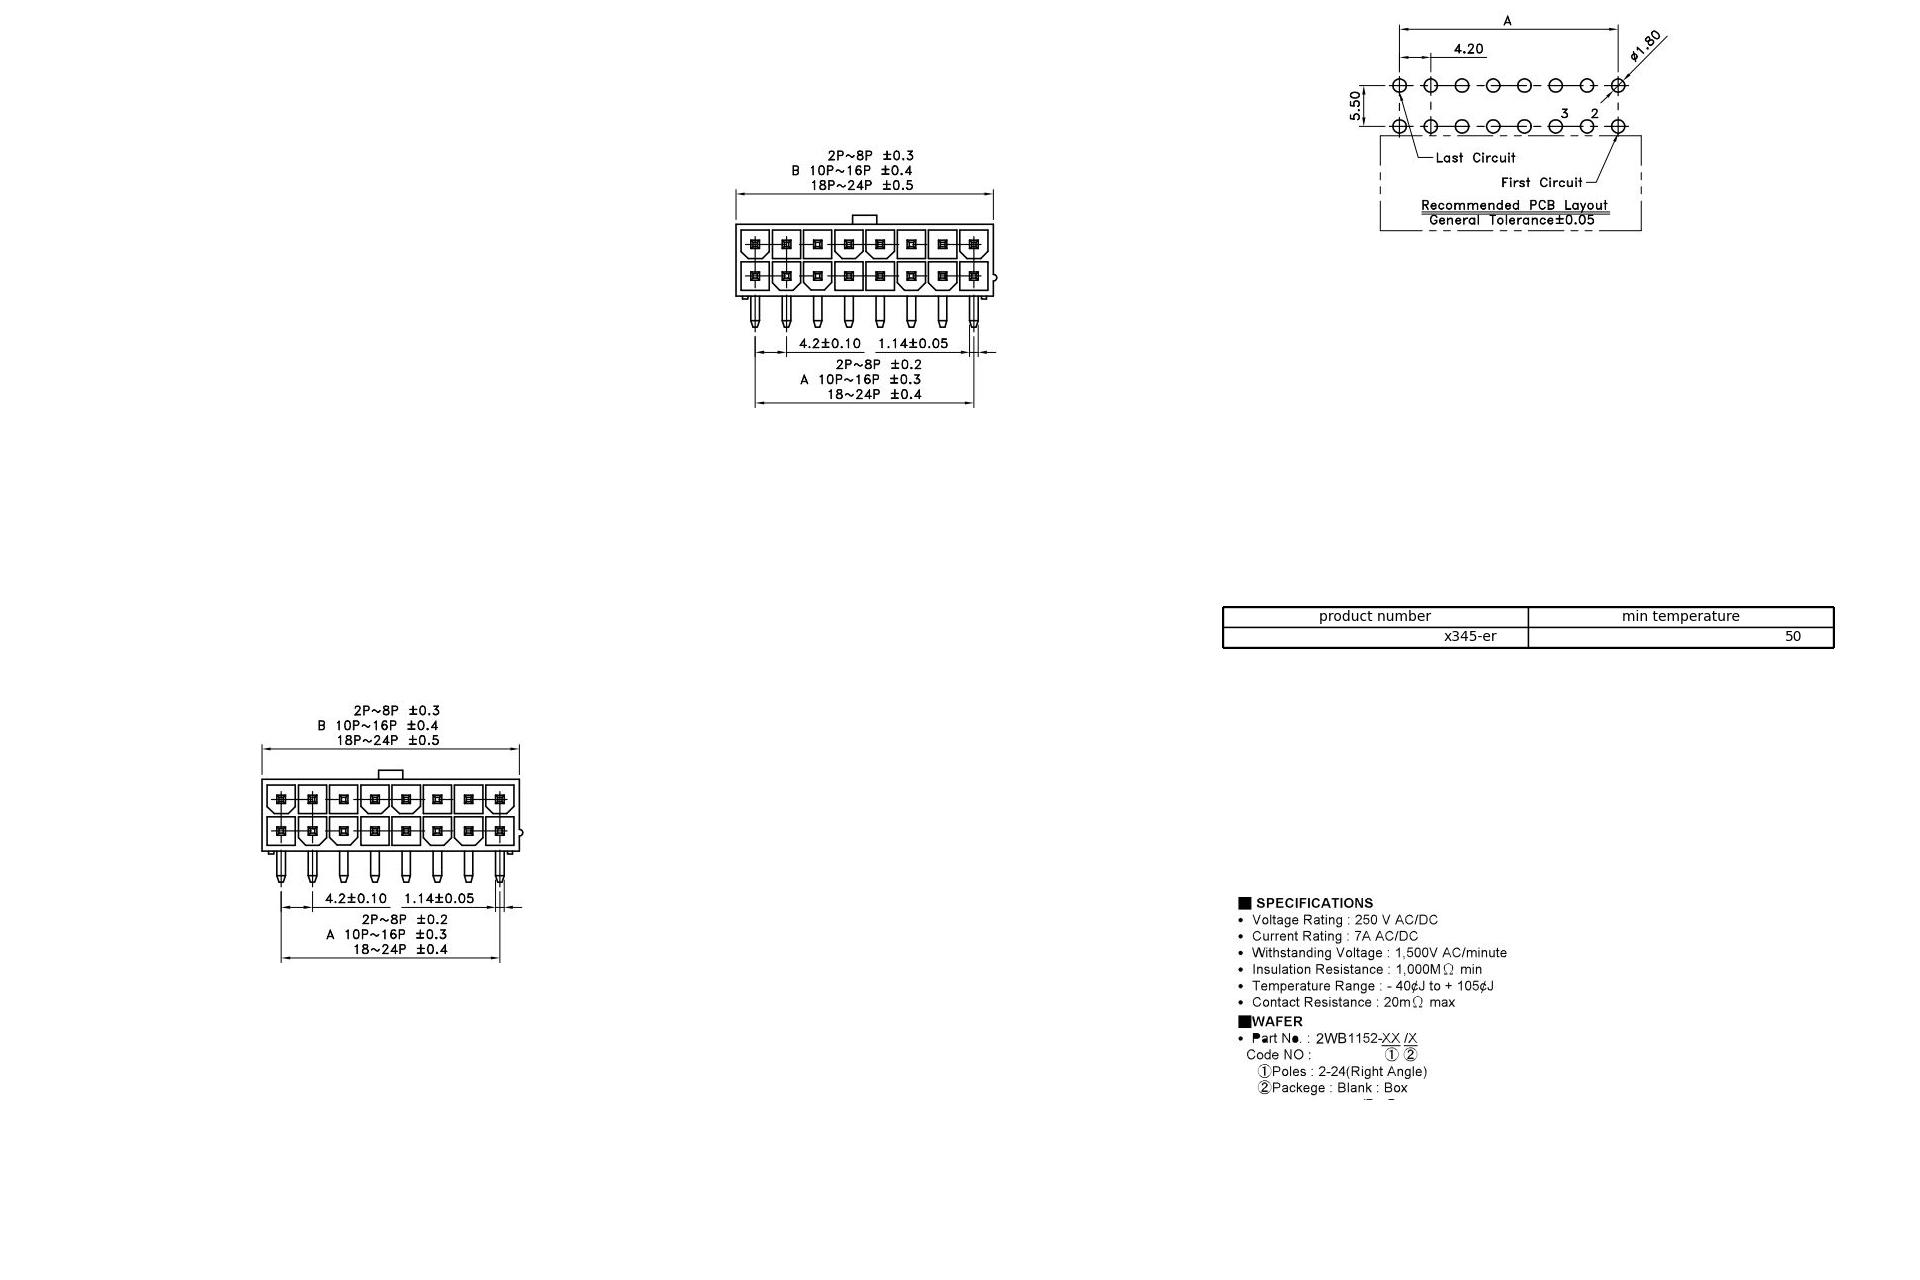 A
4.20
ø1.80
5.50
3 2
Last Circuit
First Circuit
Recommended PCB Layout
General Tolerance±0.05
2P~8P ±0.3
B 10P~16P ±0.4
18P~24P ±0.5
4.2±0.10 1.14±0.05
2P~8P ±0.2
A 10P~16P ±0.3
18~24P ±0.4
product number min temperature
x345-er 50
2P~8P ±0.3
B 10P~16P ±0.4
18P~24P ±0.5
4.2±0.10 1.14±0.05
2P~8P ±0.2
A 10P~16P ±0.3
18~24P ±0.4
■ SPECIFICATIONS
• Voltage Rating : 250 V AC/DC
• Current Rating : 7A AC/DC
• Withstanding Voltage : 1,500V AC/minute
• Insulation Resistance : 1,000MΩ min
• Temperature Range : - 40¢J to + 105¢J
• Contact Resistance : 20mΩ max
■WAFER
• Part No. : 2WB1152-XX /X
Code NO : ① ②
①Poles : 2-24(Right Angle)
②Packege : Blank : Box